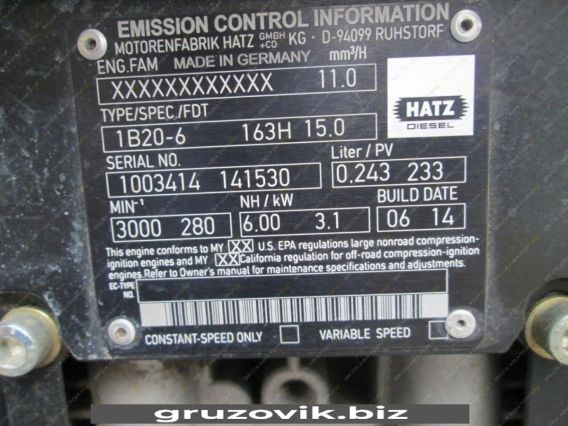 EMISSION CONTROL INFORMATION
MOTORENFABRIK HATZ GMBH +CO KG - D-94099 RUHSTORF
ENG.FAM MADE IN GERMANY mm³/H
XXXXXXXXXXXX 11.0
HATZ
DIESEL
TYPE/SPEC./FDT
1B20-6 163H 15.0
SERIAL NO. Liter / PV
1003414 141530 0.243 233
MIN⁻¹ NH / kW BUILD DATE
3000 280 6.00 3.1 06 14
This engine conforms to MY XX U.S. EPA regulations large nonroad compression-
ignition engines and MY XX California regulation for off-road compression-ignition
engines.Refer to Owner's manual for maintenance specifications and adjustments.
EC-TYPE
NO.
CONSTANT-SPEED ONLY VARIABLE SPEED
gruzovik.biz